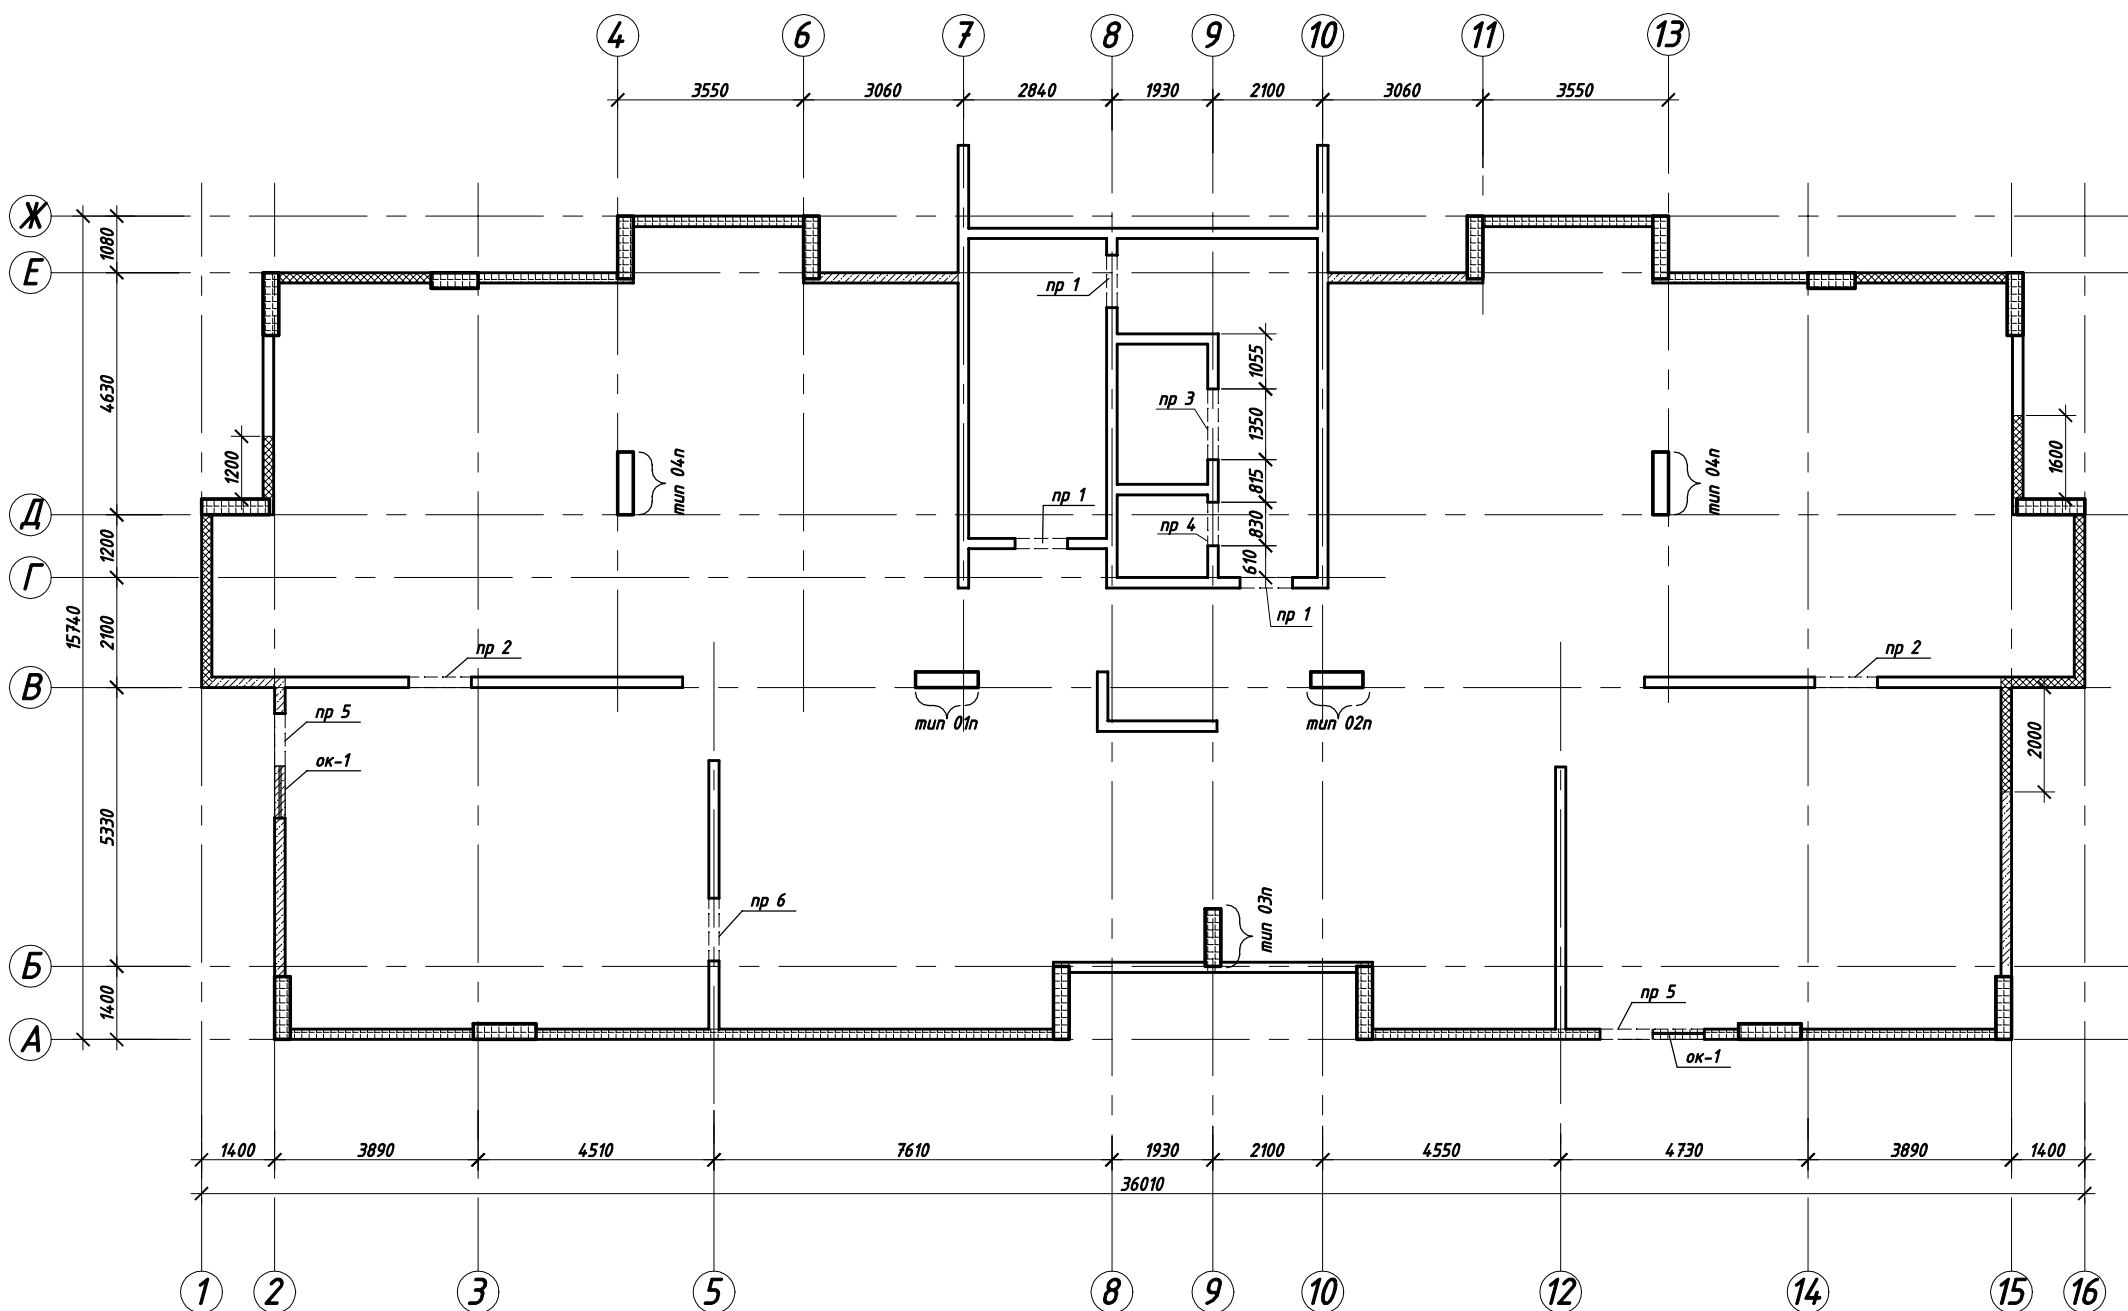 4 6 7 8 9 10 11 13
3550 3060 2840 1930 2100 3060 3550
Ж
1080
Е
пр 1
1055
4630
пр 3
1350
1200
тип 04п
815
тип 04п
1600
пр 1
Д
пр 4
830
1200
610
Г
пр 1
15740
2100
пр 2
пр 2
В
пр 5
тип 01п
тип 02п
2000
ок-1
5330
пр 6
тип 03п
Б
1400
пр 5
А
ок-1
1400 3890 4510 7610 1930 2100 4550 4730 3890 1400
36010
1 2 3 5 8 9 10 12 14 15 16